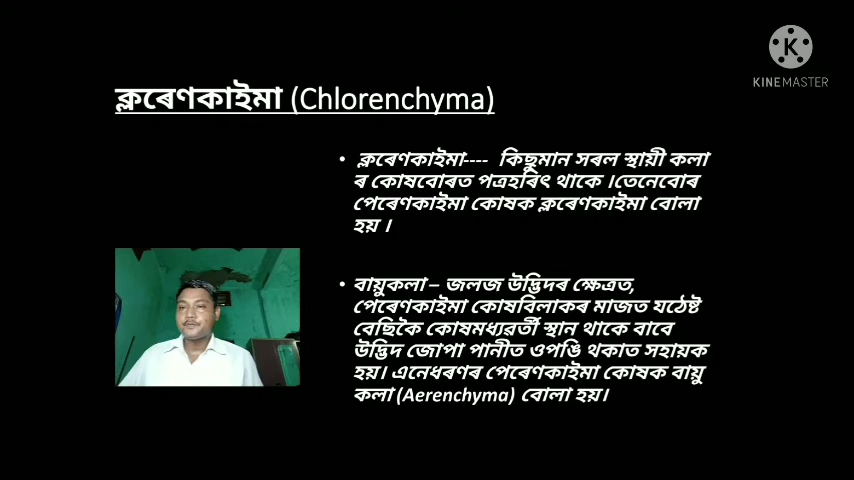 KINEMASTER
ক্লৰেণকাইমা (Chlorenchyma)
• ক্লৰেণকাইমা---- কিছুমান সৰল স্থায়ী কলা
ৰ কোষবোৰত পত্ৰহৰিৎ থাকে ।তেনেবোৰ
পেৰেণকাইমা কোষক ক্লৰেণকাইমা বোলা
হয় ।
• বায়ুকলা – জলজ উদ্ভিদৰ ক্ষেত্ৰত,
পেৰেণকাইমা কোষবিলাকৰ মাজত যঠেষ্ট
বেছিকৈ কোষমধ্যৱৰ্তী স্থান থাকে বাবে
উদ্ভিদ জোপা পানীত ওপঙি থকাত সহায়ক
হয়। এনেধৰণৰ পেৰেণকাইমা কোষক বায়ু
কলা (Aerenchyma) বোলা হয়।